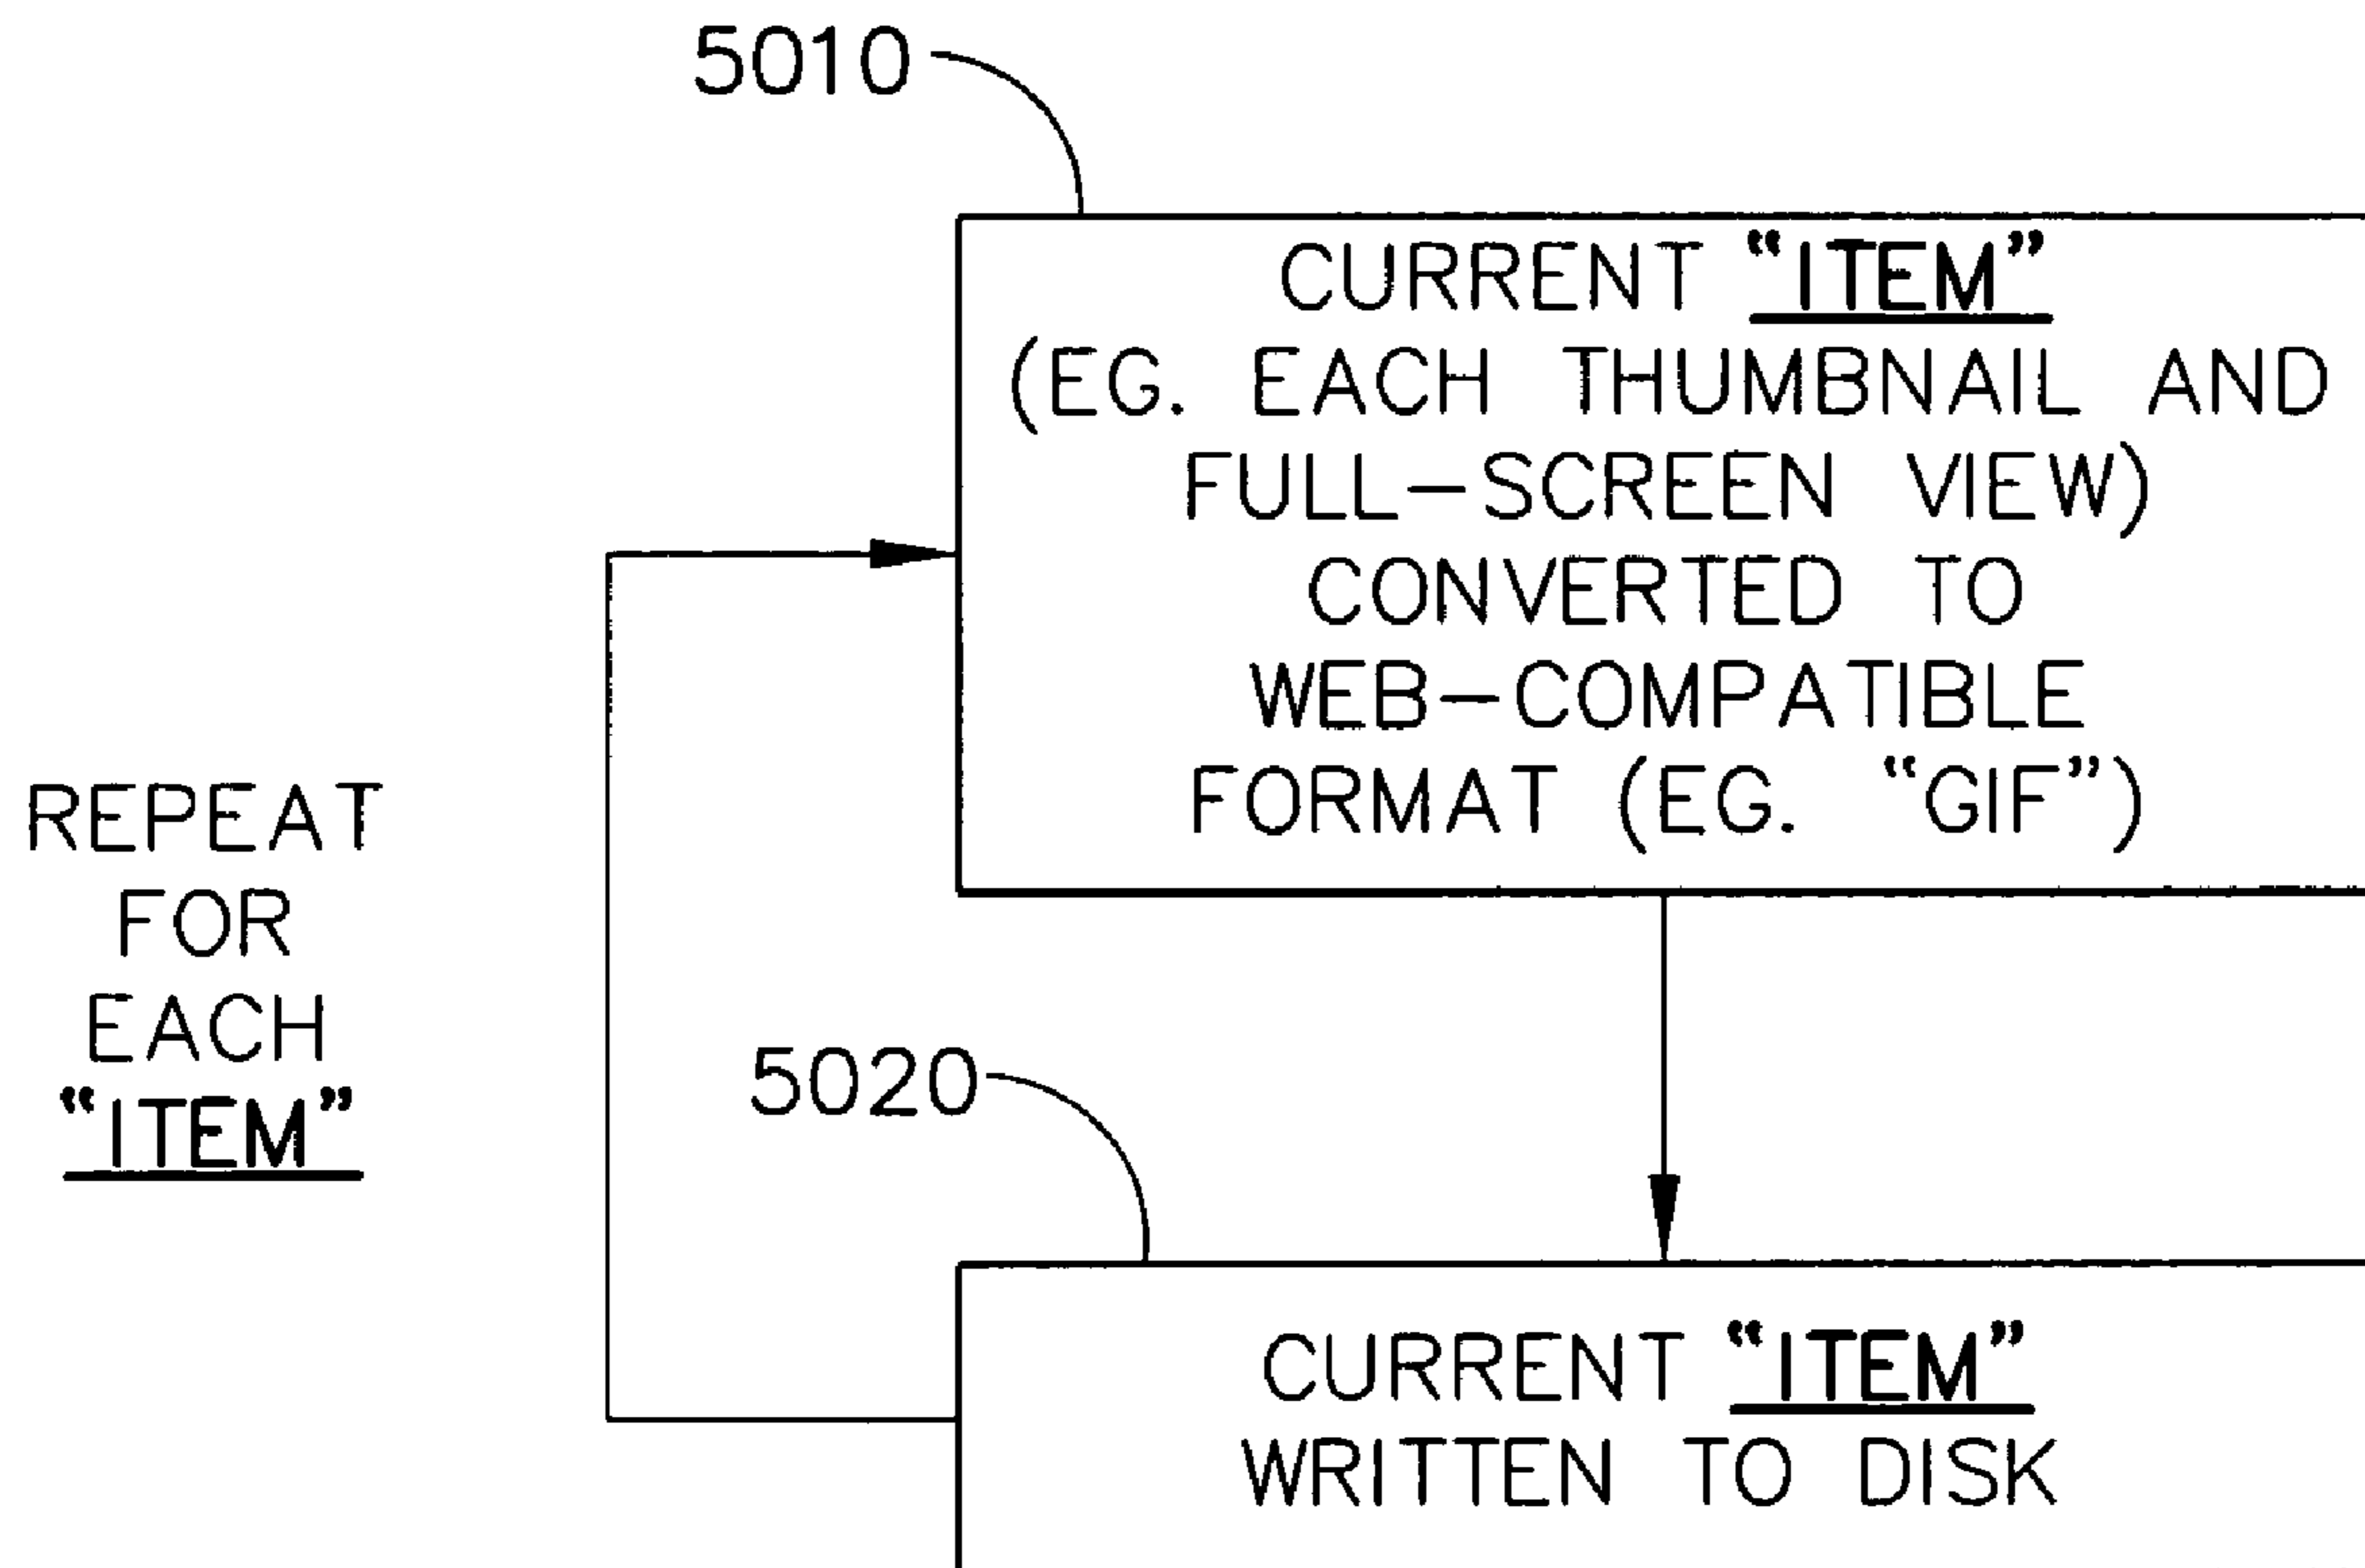 5010
CURRENT “ITEM”
(EG. EACH THUMBNAIL AND
FULL–SCREEN VIEW)
CONVERTED TO
WEB–COMPATIBLE
FORMAT (EG. “GIF”)
REPEAT
FOR
EACH
“ITEM”
5020
CURRENT “ITEM”
WRITTEN TO DISK